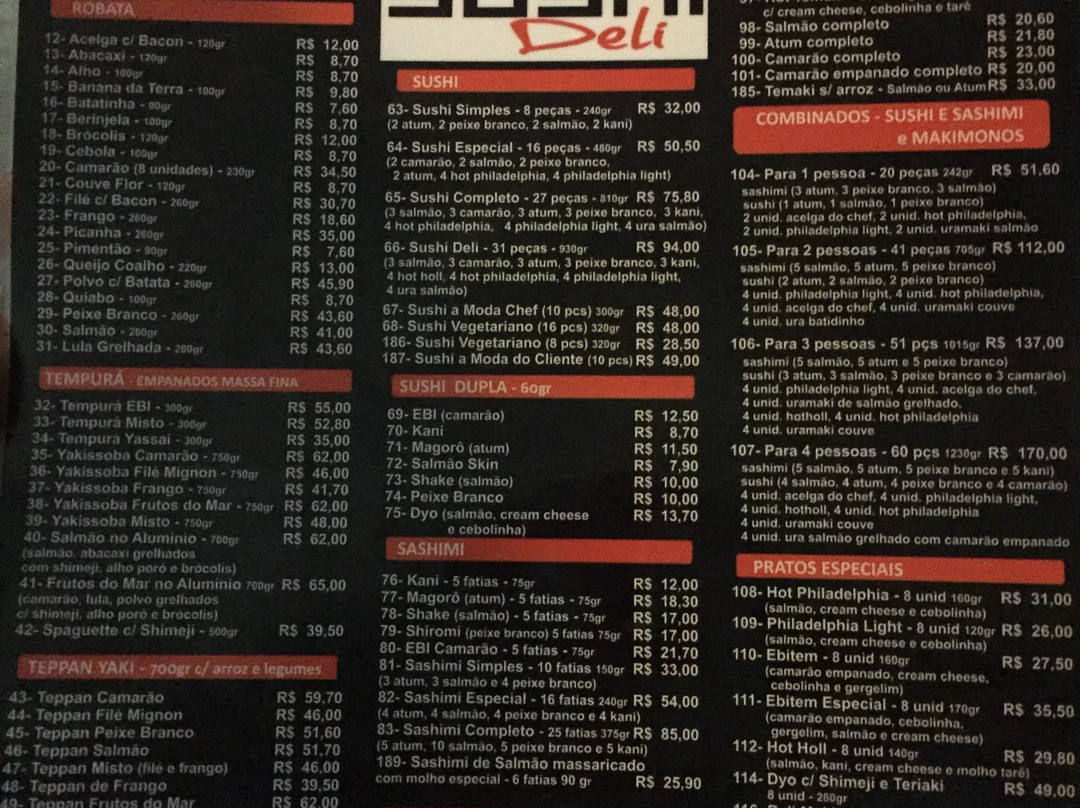 ROBATA
12- Acelga c/ Bacon - 120gr R$ 12,00
13- Abacaxi - 120gr R$ 8,70
14- Alho - 100gr R$ 8,70
15- Banana da Terra - 100gr R$ 9,80
16- Batatinha - 90gr R$ 7,60
17- Berinjela - 100gr R$ 8,70
18- Brócolis - 120gr R$ 12,00
19- Cebola - 100gr R$ 8,70
20- Camarão (8 unidades) - 230gr R$ 34,50
21- Couve Flor - 120gr R$ 8,70
22- Filé c/ Bacon - 260gr R$ 30,70
23- Frango - 260gr R$ 18,60
24- Picanha - 260gr R$ 35,00
25- Pimentão - 90gr R$ 7,60
26- Queijo Coalho - 220gr R$ 13,00
27- Polvo c/ Batata - 260gr R$ 45,90
28- Quiabo - 100gr R$ 8,70
29- Peixe Branco - 260gr R$ 43,60
30- Salmão - 260gr R$ 41,00
31- Lula Grelhada - 260gr R$ 43,60
TEMPURÁ - EMPANADOS MASSA FINA
32- Tempurá EBI - 300gr R$ 55,00
33- Tempurá Misto - 300gr R$ 52,80
34- Tempurá Yassai - 300gr R$ 35,00
35- Yakissoba Camarão - 750gr R$ 62,00
36- Yakissoba Filé Mignon - 750gr R$ 46,00
37- Yakissoba Frango - 750gr R$ 41,70
38- Yakissoba Frutos do Mar - 750gr R$ 62,00
39- Yakissoba Misto - 750gr R$ 48,00
40- Salmão no Alumínio - 700gr R$ 62,00
(salmão, abacaxi grelhados
com shimeji, alho poró e brócolis)
41- Frutos do Mar no Alumínio 700gr R$ 65,00
(camarão, lula, polvo grelhados
c/ shimeji, alho poró e brócolis)
42- Spaguette c/ Shimeji - 500gr R$ 39,50
TEPPAN YAKI - 700gr c/ arroz e legumes
43- Teppan Camarão R$ 59,70
44- Teppan Filé Mignon R$ 46,00
45- Teppan Peixe Branco R$ 51,60
46- Teppan Salmão R$ 51,70
47- Teppan Misto (filé e frango) R$ 46,00
48- Teppan de Frango R$ 39,50
49- Teppan Frutos do Mar R$ 62,00
SUSHI
Deli
SUSHI
63- Sushi Simples - 8 peças - 240gr R$ 32,00
(2 atum, 2 peixe branco, 2 salmão, 2 kani)
64- Sushi Especial - 16 peças - 480gr R$ 50,50
(2 camarão, 2 salmão, 2 peixe branco,
2 atum, 4 hot philadelphia, 4 philadelphia light)
65- Sushi Completo - 27 peças - 810gr R$ 75,80
(3 salmão, 3 camarão, 3 atum, 3 peixe branco, 3 kani,
4 hot philadelphia, 4 philadelphia light, 4 ura salmão)
66- Sushi Deli - 31 peças - 930gr R$ 94,00
(3 salmão, 3 camarão, 3 atum, 3 peixe branco, 3 kani,
4 hot holl, 4 hot philadelphia, 4 philadelphia light,
4 ura salmão)
67- Sushi a Moda Chef (10 pcs) 300gr R$ 48,00
68- Sushi Vegetariano (16 pcs) 320gr R$ 48,00
186- Sushi Vegetariano (8 pcs) 320gr R$ 28,50
187- Sushi a Moda do Cliente (10 pcs) R$ 49,00
SUSHI DUPLA - 60gr
69- EBI (camarão) R$ 12,50
70- Kani R$ 8,70
71- Magorô (atum) R$ 11,50
72- Salmão Skin R$ 7,90
73- Shake (salmão) R$ 10,00
74- Peixe Branco R$ 10,00
75- Dyo (salmão, cream cheese R$ 13,70
e cebolinha)
SASHIMI
76- Kani - 5 fatias - 75gr R$ 12,00
77- Magorô (atum) - 5 fatias - 75gr R$ 18,30
78- Shake (salmão) - 5 fatias - 75gr R$ 17,00
79- Shiromi (peixe branco) 5 fatias 75gr R$ 17,00
80- EBI Camarão - 5 fatias - 75gr R$ 21,70
81- Sashimi Simples - 10 fatias 150gr R$ 33,00
(3 atum, 3 salmão e 4 peixe branco)
82- Sashimi Especial - 16 fatias 240gr R$ 54,00
(4 atum, 4 salmão, 4 peixe branco e 4 kani)
83- Sashimi Completo - 25 fatias 375gr R$ 85,00
(5 atum, 10 salmão, 5 peixe branco e 5 kani)
189- Sashimi de Salmão massaricado
com molho especial - 6 fatias 90 gr R$ 25,90
c/ cream cheese, cebolinha e taré
98- Salmão completo R$ 20,60
99- Atum completo R$ 21,80
100- Camarão completo R$ 23,00
101- Camarão empanado completo R$ 20,00
185- Temaki s/ arroz - Salmão ou Atum R$ 33,00
COMBINADOS - SUSHI E SASHIMI
e MAKIMONOS
104- Para 1 pessoa - 20 peças 242gr R$ 51,60
sashimi (3 atum, 3 peixe branco, 3 salmão)
sushi (1 atum, 1 salmão, 1 peixe branco)
2 unid. acelga do chef, 2 unid. hot philadelphia,
2 unid. philadelphia light, 2 unid. uramaki salmão
105- Para 2 pessoas - 41 peças 705gr R$ 112,00
sashimi (5 salmão, 5 atum, 5 peixe branco)
sushi (2 atum, 2 salmão, 2 peixe branco)
4 unid. philadelphia light, 4 unid. hot philadelphia,
4 unid. acelga do chef, 4 unid. uramaki couve
4 unid. ura batidinho
106- Para 3 pessoas - 51 pçs 1015gr R$ 137,00
sashimi (5 salmão, 5 atum e 5 peixe branco)
sushi (3 atum, 3 salmão, 3 peixe branco e 3 camarão)
4 unid. philadelphia light, 4 unid. acelga do chef,
4 unid. uramaki de salmão grelhado,
4 unid. hotholl, 4 unid. hot philadelphia
4 unid. uramaki couve
107- Para 4 pessoas - 60 pçs 1230gr R$ 170,00
sashimi (5 salmão, 5 atum, 5 peixe branco e 5 kani)
sushi (4 salmão, 4 atum, 4 peixe branco e 4 camarão)
4 unid. acelga do chef, 4 unid. philadelphia light,
4 unid. hotholl, 4 unid. hot philadelphia
4 unid. uramaki couve
4 unid. ura salmão grelhado com camarão empanado
PRATOS ESPECIAIS
108- Hot Philadelphia - 8 unid 160gr R$ 31,00
(salmão, cream cheese e cebolinha)
109- Philadelphia Light - 8 unid 120gr R$ 26,00
(salmão, cream cheese e cebolinha)
110- Ebitem - 8 unid 160gr R$ 27,50
(camarão empanado, cream cheese,
cebolinha e gergelim)
111- Ebitem Especial - 8 unid 170gr R$ 35,50
(camarão empanado, cebolinha,
gergelim, salmão e cream cheese)
112- Hot Holl - 8 unid 140gr R$ 29,80
(salmão, kani, cream cheese e molho taré)
114- Dyo c/ Shimeji e Teriaki R$ 49,00
8 unid - 280gr